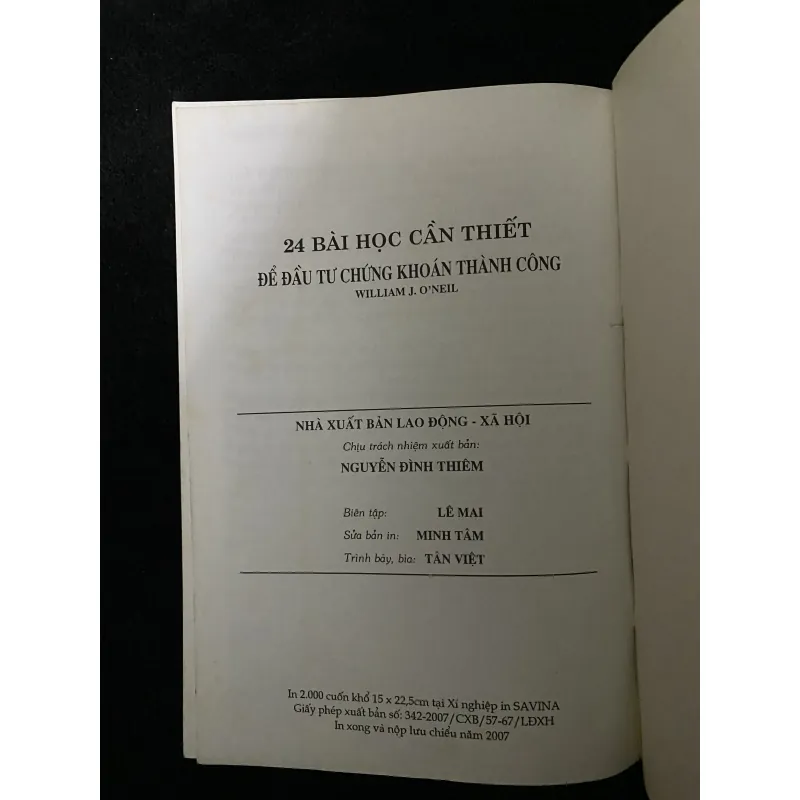 24 BÀI HỌC CẦN THIẾT
ĐỂ ĐẦU TƯ CHỨNG KHOÁN THÀNH CÔNG
WILLIAM J. O'NEIL
NHÀ XUẤT BẢN LAO ĐỘNG - XÃ HỘI
Chịu trách nhiệm xuất bản:
NGUYỄN ĐÌNH THIÊM
Biên tập: LÊ MAI
Sửa bản in: MINH TÂM
Trình bày, bìa: TÂN VIỆT
In 2.000 cuốn khổ 15 x 22,5cm tại Xí nghiệp in SAVINA
Giấy phép xuất bản số: 342-2007/CXB/57-67/LĐXH
In xong và nộp lưu chiểu năm 2007